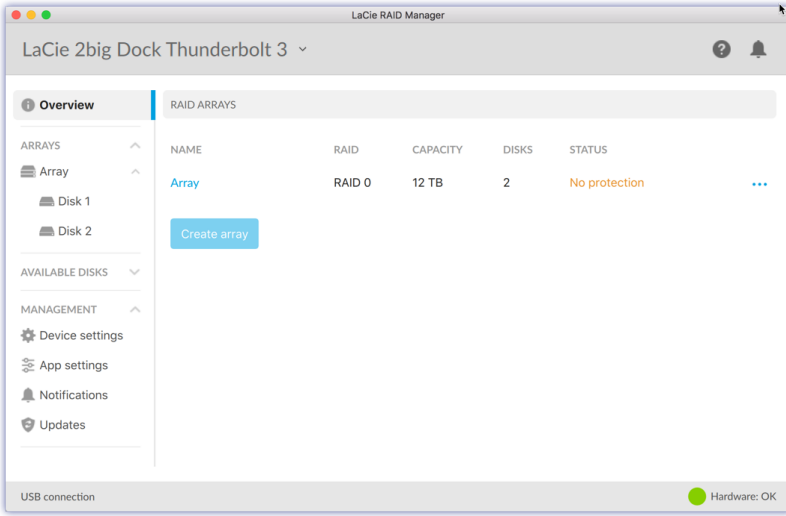 LaCie RAID Manager
LaCie 2big Dock Thunderbolt 3
Overview
ARRAYS
Array
Disk 1
Disk 2
AVAILABLE DISKS
MANAGEMENT
Device settings
App settings
Notifications
Updates
RAID ARRAYS
NAME RAID CAPACITY DISKS STATUS
Array RAID 0 12 TB 2 No protection
Create array
USB connection
Hardware: OK